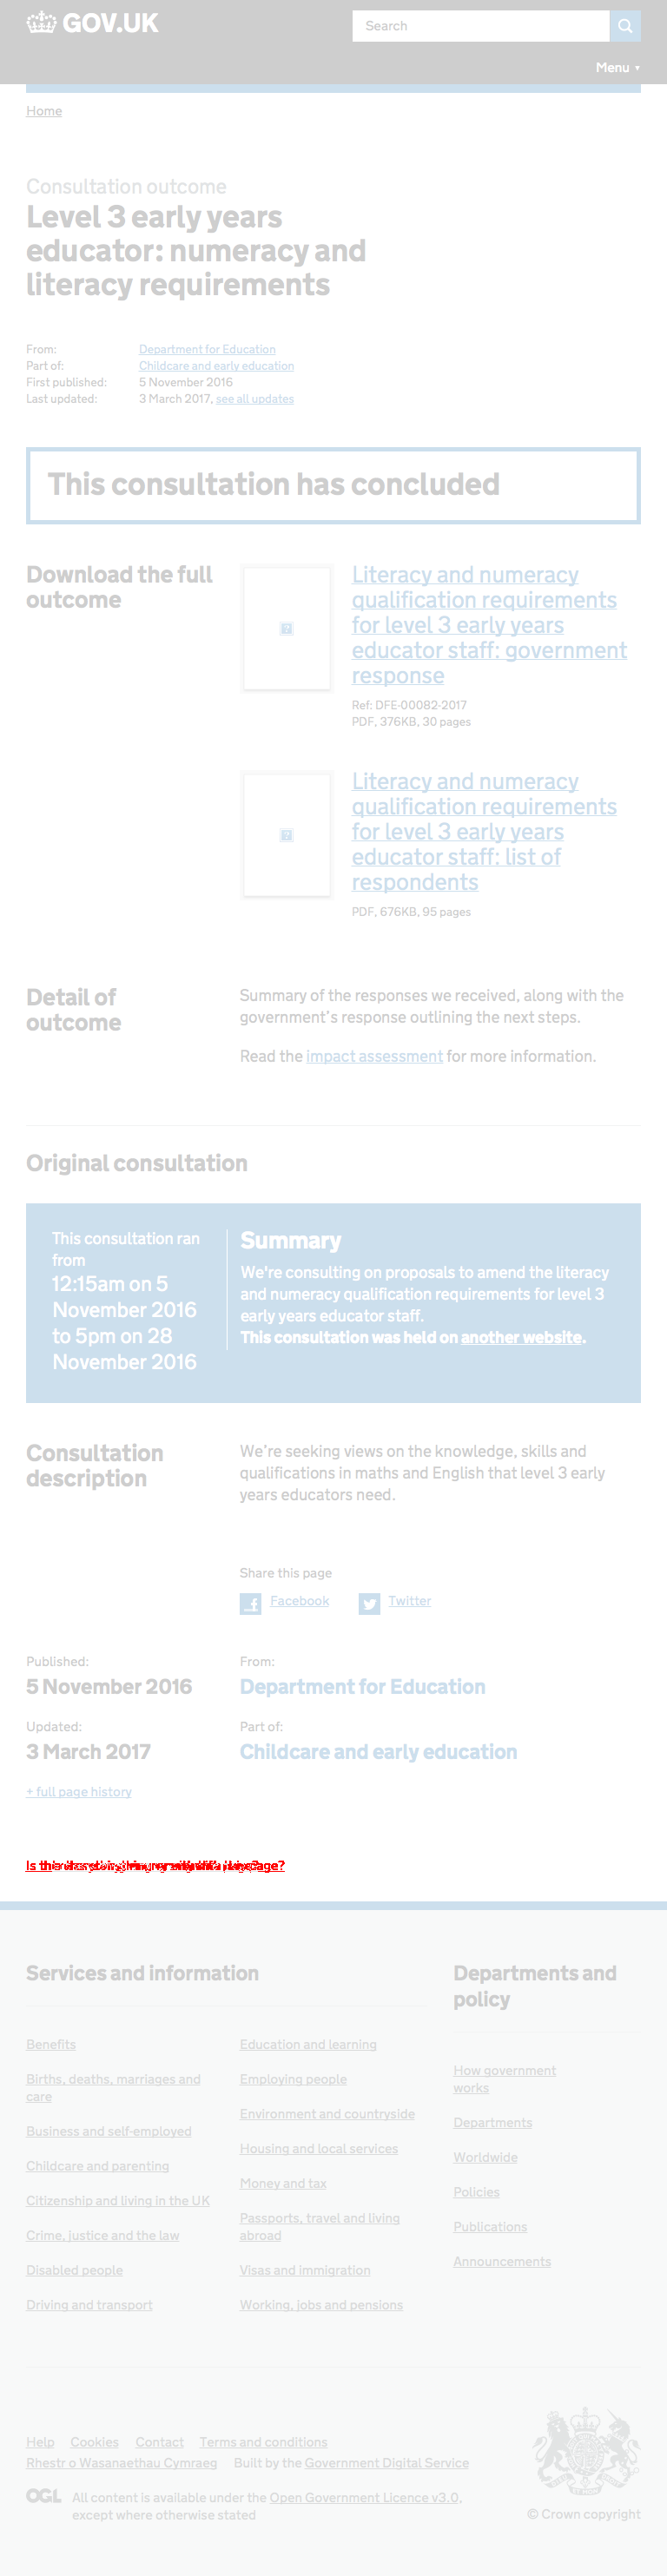 GOV.UK
Search
Menu ▼
Home
Consultation outcome
Level 3 early years
educator: numeracy and
literacy requirements
From: Department for Education
Part of: Childcare and early education
First published: 5 November 2016
Last updated: 3 March 2017, see all updates
This consultation has concluded
Download the full
outcome
Literacy and numeracy
qualification requirements
for level 3 early years
educator staff: government
response
Ref: DFE-00082-2017
PDF, 376KB, 30 pages
Literacy and numeracy
qualification requirements
for level 3 early years
educator staff: list of
respondents
PDF, 676KB, 95 pages
Detail of
outcome
Summary of the responses we received, along with the
government's response outlining the next steps.
Read the impact assessment for more information.
Original consultation
This consultation ran
from
12:15am on 5
November 2016
to 5pm on 28
November 2016
Summary
We're consulting on proposals to amend the literacy
and numeracy qualification requirements for level 3
early years educator staff.
This consultation was held on another website.
Consultation
description
We're seeking views on the knowledge, skills and
qualifications in maths and English that level 3 early
years educators need.
Share this page
Facebook
Twitter
Published:
5 November 2016
From:
Department for Education
Updated:
3 March 2017
Part of:
Childcare and early education
+ full page history
Services and information
Benefits
Births, deaths, marriages and
care
Business and self-employed
Childcare and parenting
Citizenship and living in the UK
Crime, justice and the law
Disabled people
Driving and transport
Education and learning
Employing people
Environment and countryside
Housing and local services
Money and tax
Passports, travel and living
abroad
Visas and immigration
Working, jobs and pensions
Departments and
policy
How government
works
Departments
Worldwide
Policies
Publications
Announcements
Help Cookies Contact Terms and conditions
Rhestr o Wasanaethau Cymraeg Built by the Government Digital Service
OGL All content is available under the Open Government Licence v3.0,
except where otherwise stated
© Crown copyright